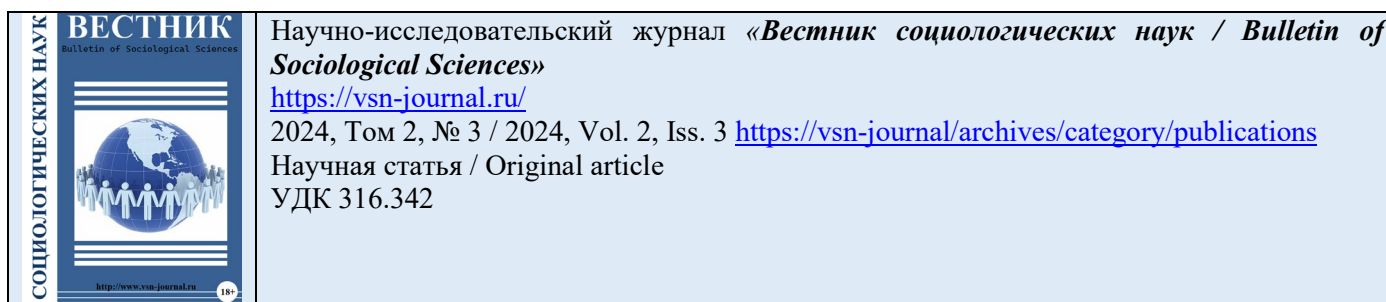 СОЦИОЛОГИЧЕСКИХ НАУК
ВЕСТНИК
Bulletin of Sociological Sciences
http://www.vsn-journal.ru
18+
Научно-исследовательский журнал «Вестник социологических наук / Bulletin of
Sociological Sciences»
https://vsn-journal.ru/
2024, Том 2, № 3 / 2024, Vol. 2, Iss. 3 https://vsn-journal/archives/category/publications
Научная статья / Original article
УДК 316.342